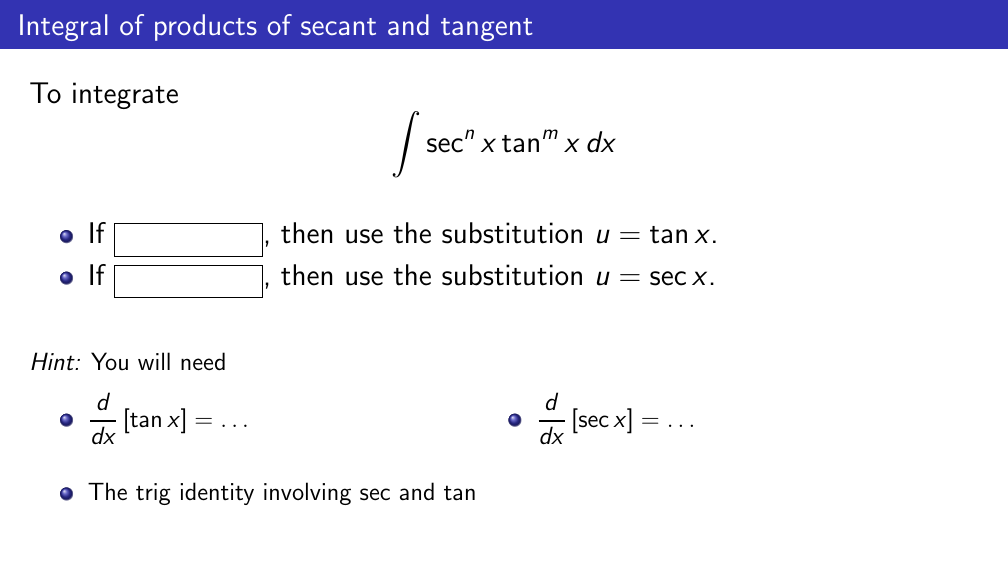 Integral of products of secant and tangent
To integrate
∫ secⁿ x tanᵐ x dx
• If , then use the substitution u = tan x.
• If , then use the substitution u = sec x.
Hint: You will need
• d/dx [tan x] = . . . • d/dx [sec x] = . . .
• The trig identity involving sec and tan